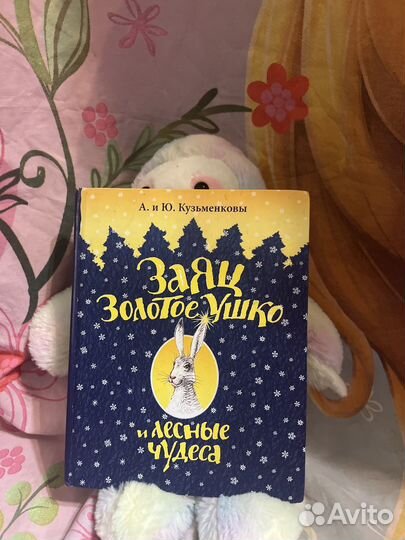 А. и Ю. Кузьменковы
Заяц
Золотое Ушко
и лесные
чудеса
Avito